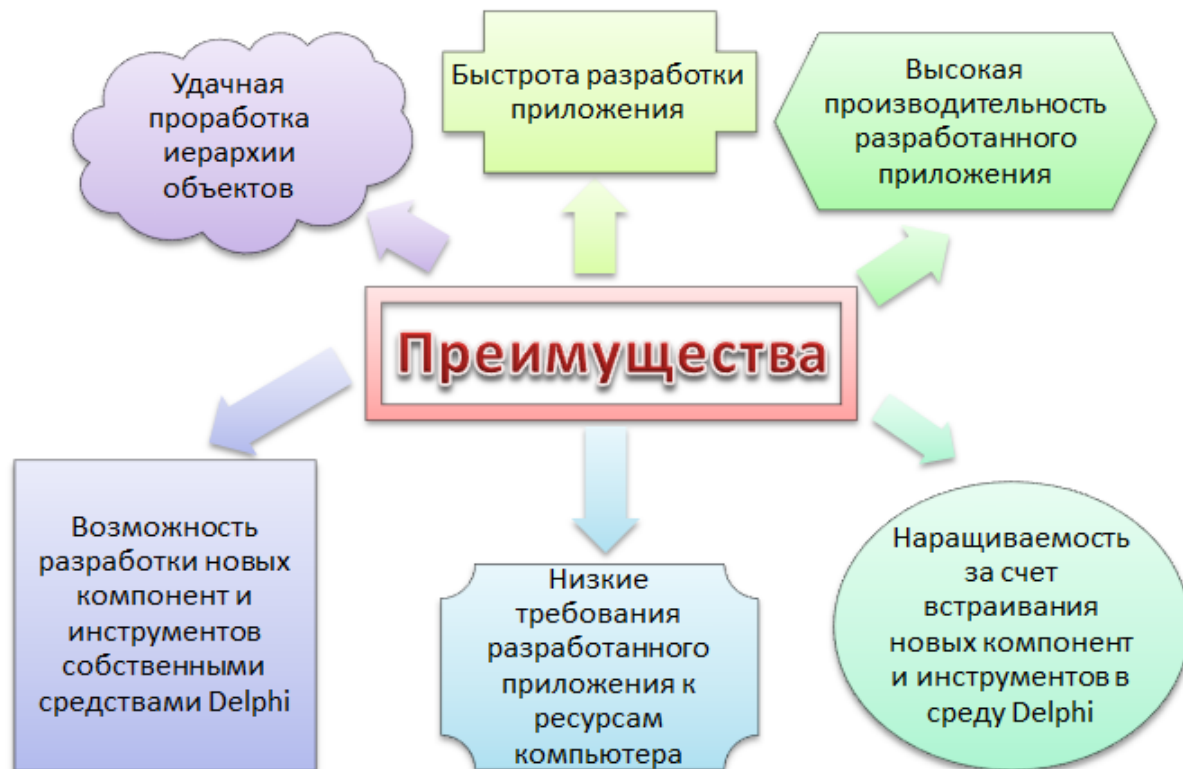 Удачная
проработка
иерархии
объектов
Быстрота разработки
приложения
Высокая
производительность
разработанного
приложения
Преимущества
Возможность
разработки новых
компонент и
инструментов
собственными
средствами Delphi
Низкие
требования
разработанного
приложения к
ресурсам
компьютера
Наращиваемость
за счет
встраивания
новых компонент
и инструментов в
среду Delphi